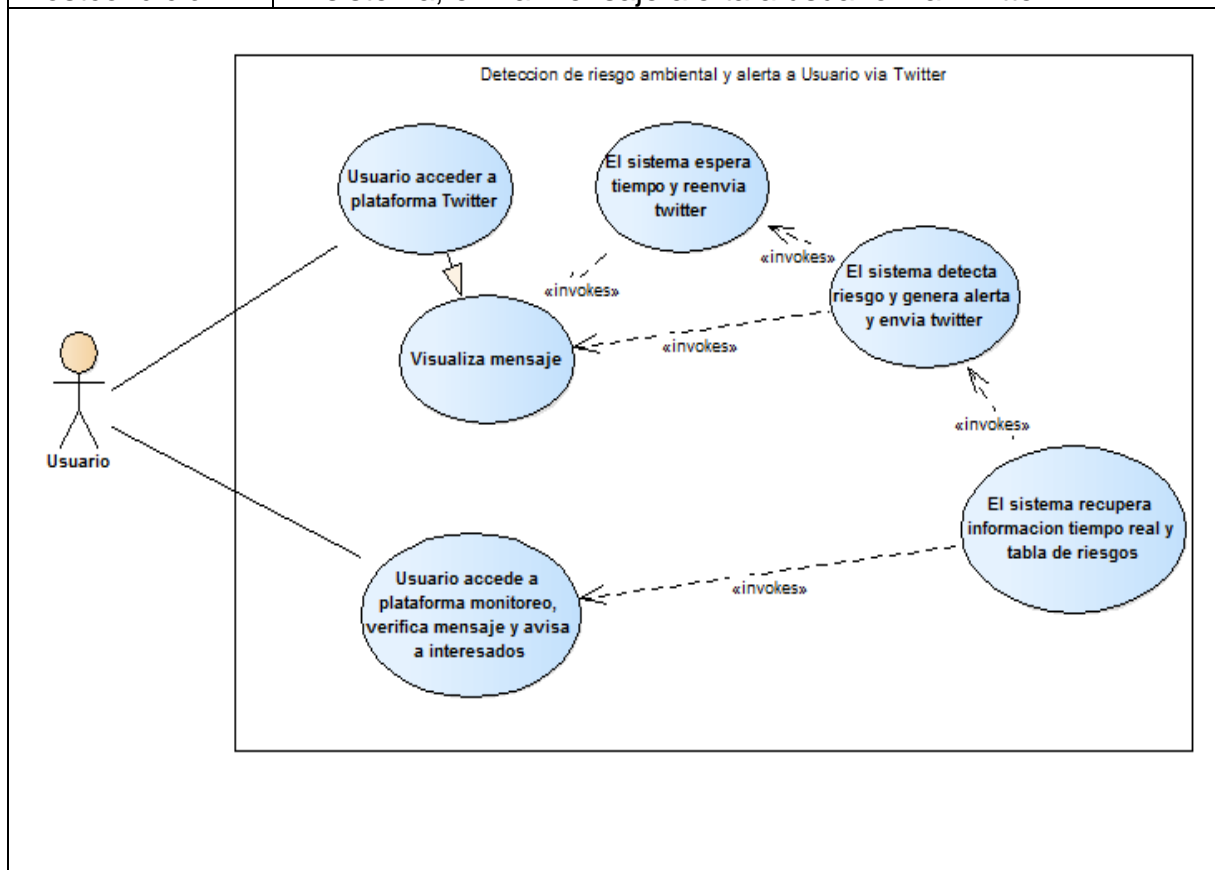 Deteccion de riesgo ambiental y alerta a Usuario via Twitter
Usuario acceder a
plataforma Twitter
El sistema espera
tiempo y reenvia
twitter
«invokes»
«invokes»
El sistema detecta
riesgo y genera alerta
y envia twitter
Visualiza mensaje
«invokes»
Usuario
«invokes»
El sistema recupera
informacion tiempo real y
tabla de riesgos
«invokes»
Usuario accede a
plataforma monitoreo,
verifica mensaje y avisa
a interesados